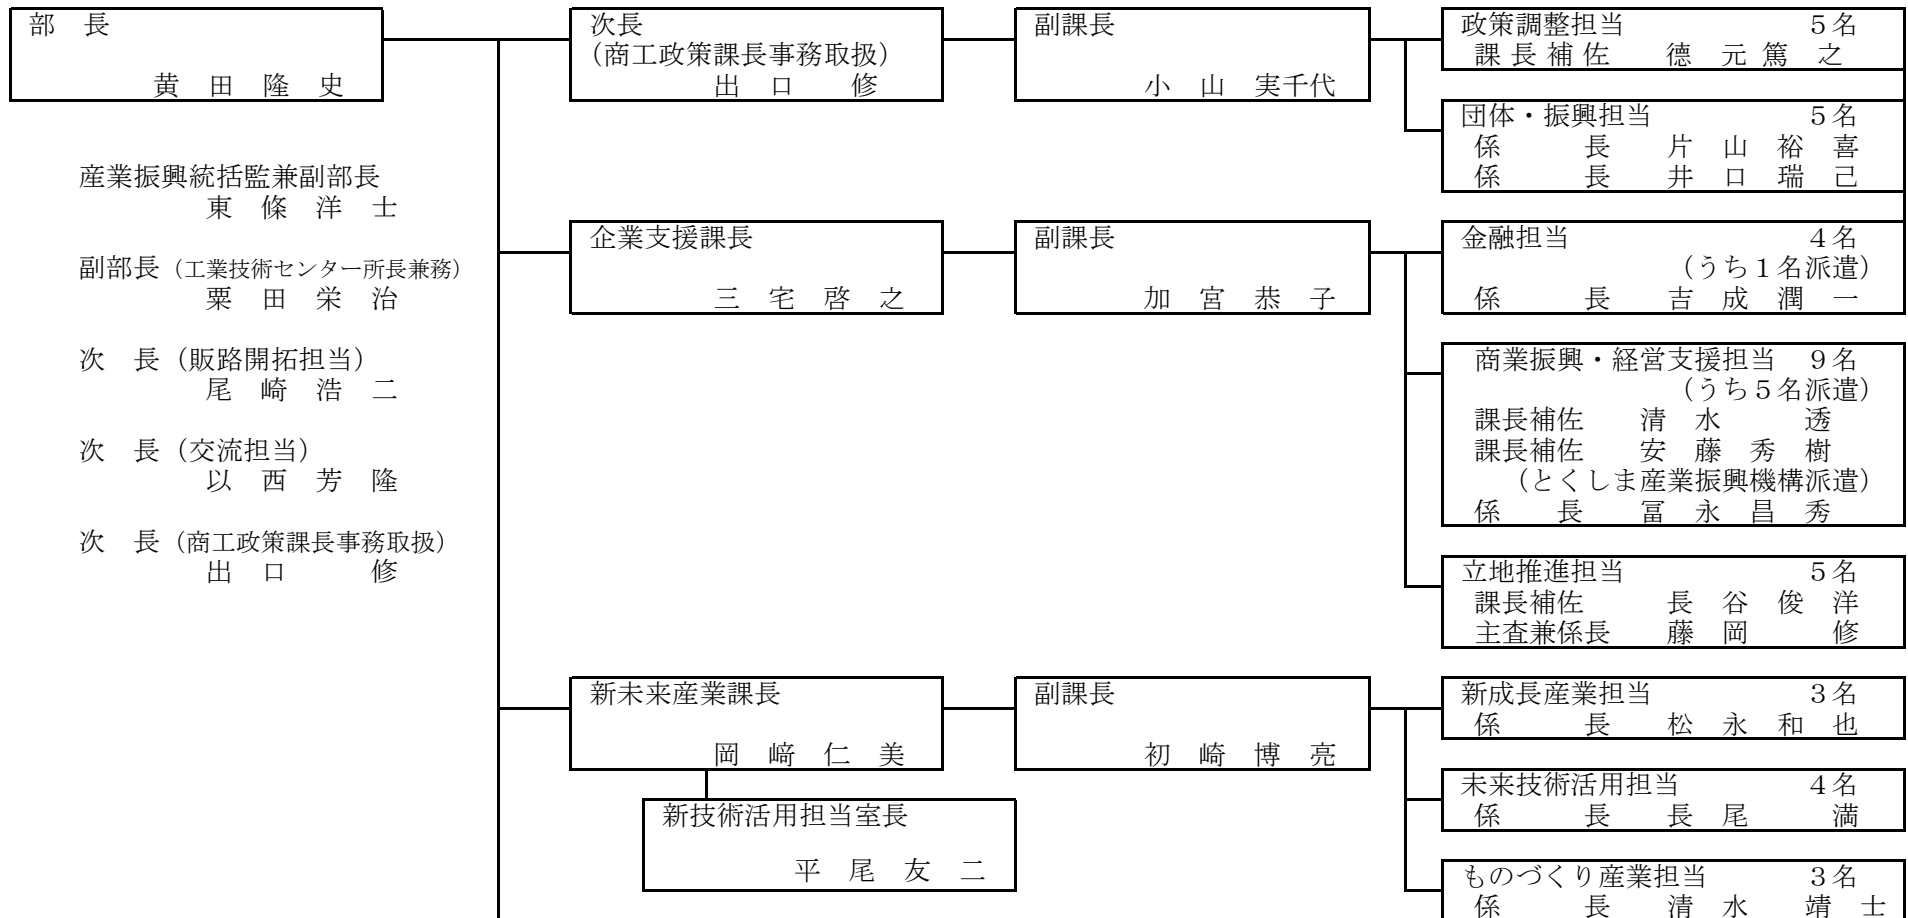 部 長
黄 田 隆 史
産業振興統括監兼副部長
東 條 洋 士
副部長(工業技術センター所長兼務)
粟 田 栄 治
次 長(販路開拓担当)
尾 崎 浩 二
次 長(交流担当)
以 西 芳 隆
次 長(商工政策課長事務取扱)
出 口 修
次長
(商工政策課長事務取扱)
出 口 修
副課長
小 山 実千代
政策調整担当 5名
課長補佐 德 元 篤 之
団体・振興担当 5名
係 長 片 山 裕 喜
係 長 井 口 瑞 己
企業支援課長
三 宅 啓 之
副課長
加 宮 恭 子
金融担当 4名
(うち1名派遣)
係 長 吉 成 潤 一
商業振興・経営支援担当 9名
(うち5名派遣)
課長補佐 清 水 透
課長補佐 安 藤 秀 樹
(とくしま産業振興機構派遣)
係 長 冨 永 昌 秀
立地推進担当 5名
課長補佐 長 谷 俊 洋
主査兼係長 藤 岡 修
新未来産業課長
岡 﨑 仁 美
新技術活用担当室長
平 尾 友 二
副課長
初 崎 博 亮
新成長産業担当 3名
係 長 松 永 和 也
未来技術活用担当 4名
係 長 長 尾 満
ものづくり産業担当 3名
係 長 清 水 靖 士